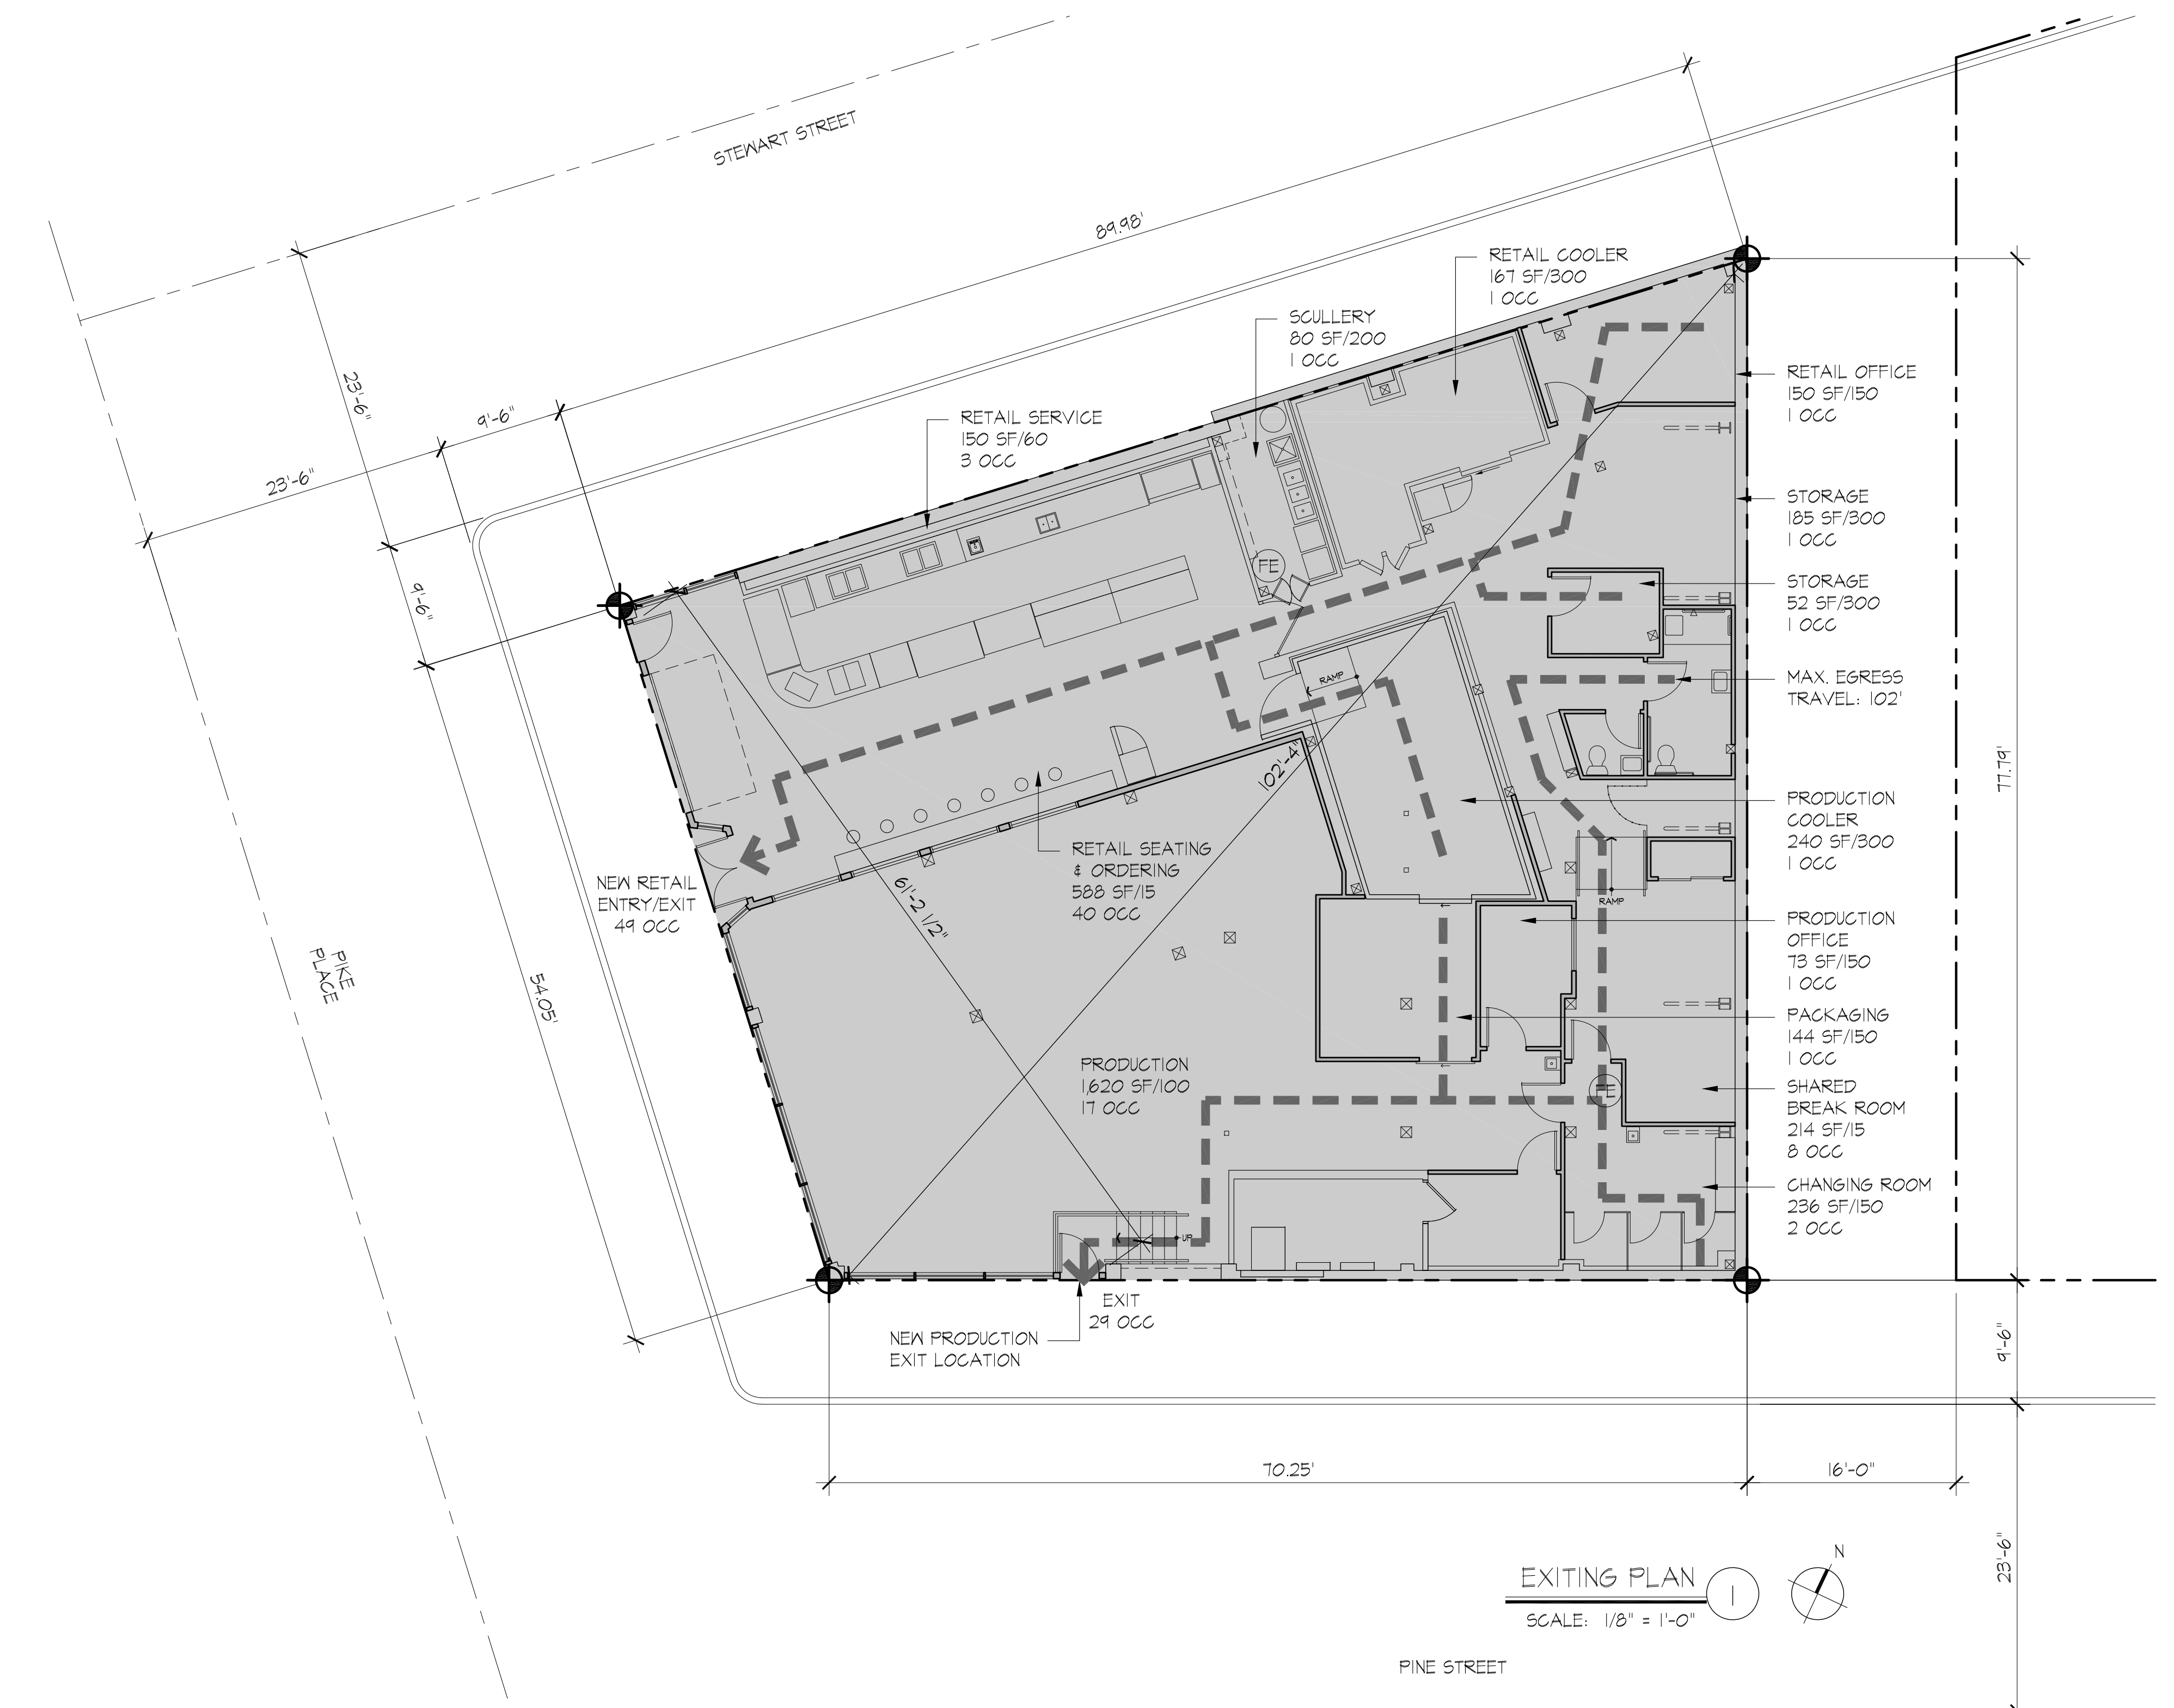 STEWART STREET
89.98'
23'-6"
9'-6"
23'-6"
9'-6"
RETAIL COOLER
167 SF/300
1 OCC
SCULLERY
80 SF/200
1 OCC
RETAIL SERVICE
150 SF/60
3 OCC
RETAIL OFFICE
150 SF/150
1 OCC
STORAGE
185 SF/300
1 OCC
STORAGE
52 SF/300
1 OCC
MAX. EGRESS
TRAVEL: 102'
FE
RAMP
102'-4"
77.79'
PRODUCTION
COOLER
240 SF/300
1 OCC
RETAIL SEATING
& ORDERING
588 SF/15
40 OCC
61'-2 1/2"
NEW RETAIL
ENTRY/EXIT
49 OCC
RAMP
PRODUCTION
OFFICE
73 SF/150
1 OCC
PIKE
PLACE
54.05'
PACKAGING
144 SF/150
1 OCC
PRODUCTION
1,620 SF/100
17 OCC
FE
SHARED
BREAK ROOM
214 SF/15
8 OCC
CHANGING ROOM
236 SF/150
2 OCC
UP
EXIT
29 OCC
NEW PRODUCTION
EXIT LOCATION
9'-6"
70.25'
16'-0"
23'-6"
EXITING PLAN
1
N
SCALE: 1/8" = 1'-0"
PINE STREET